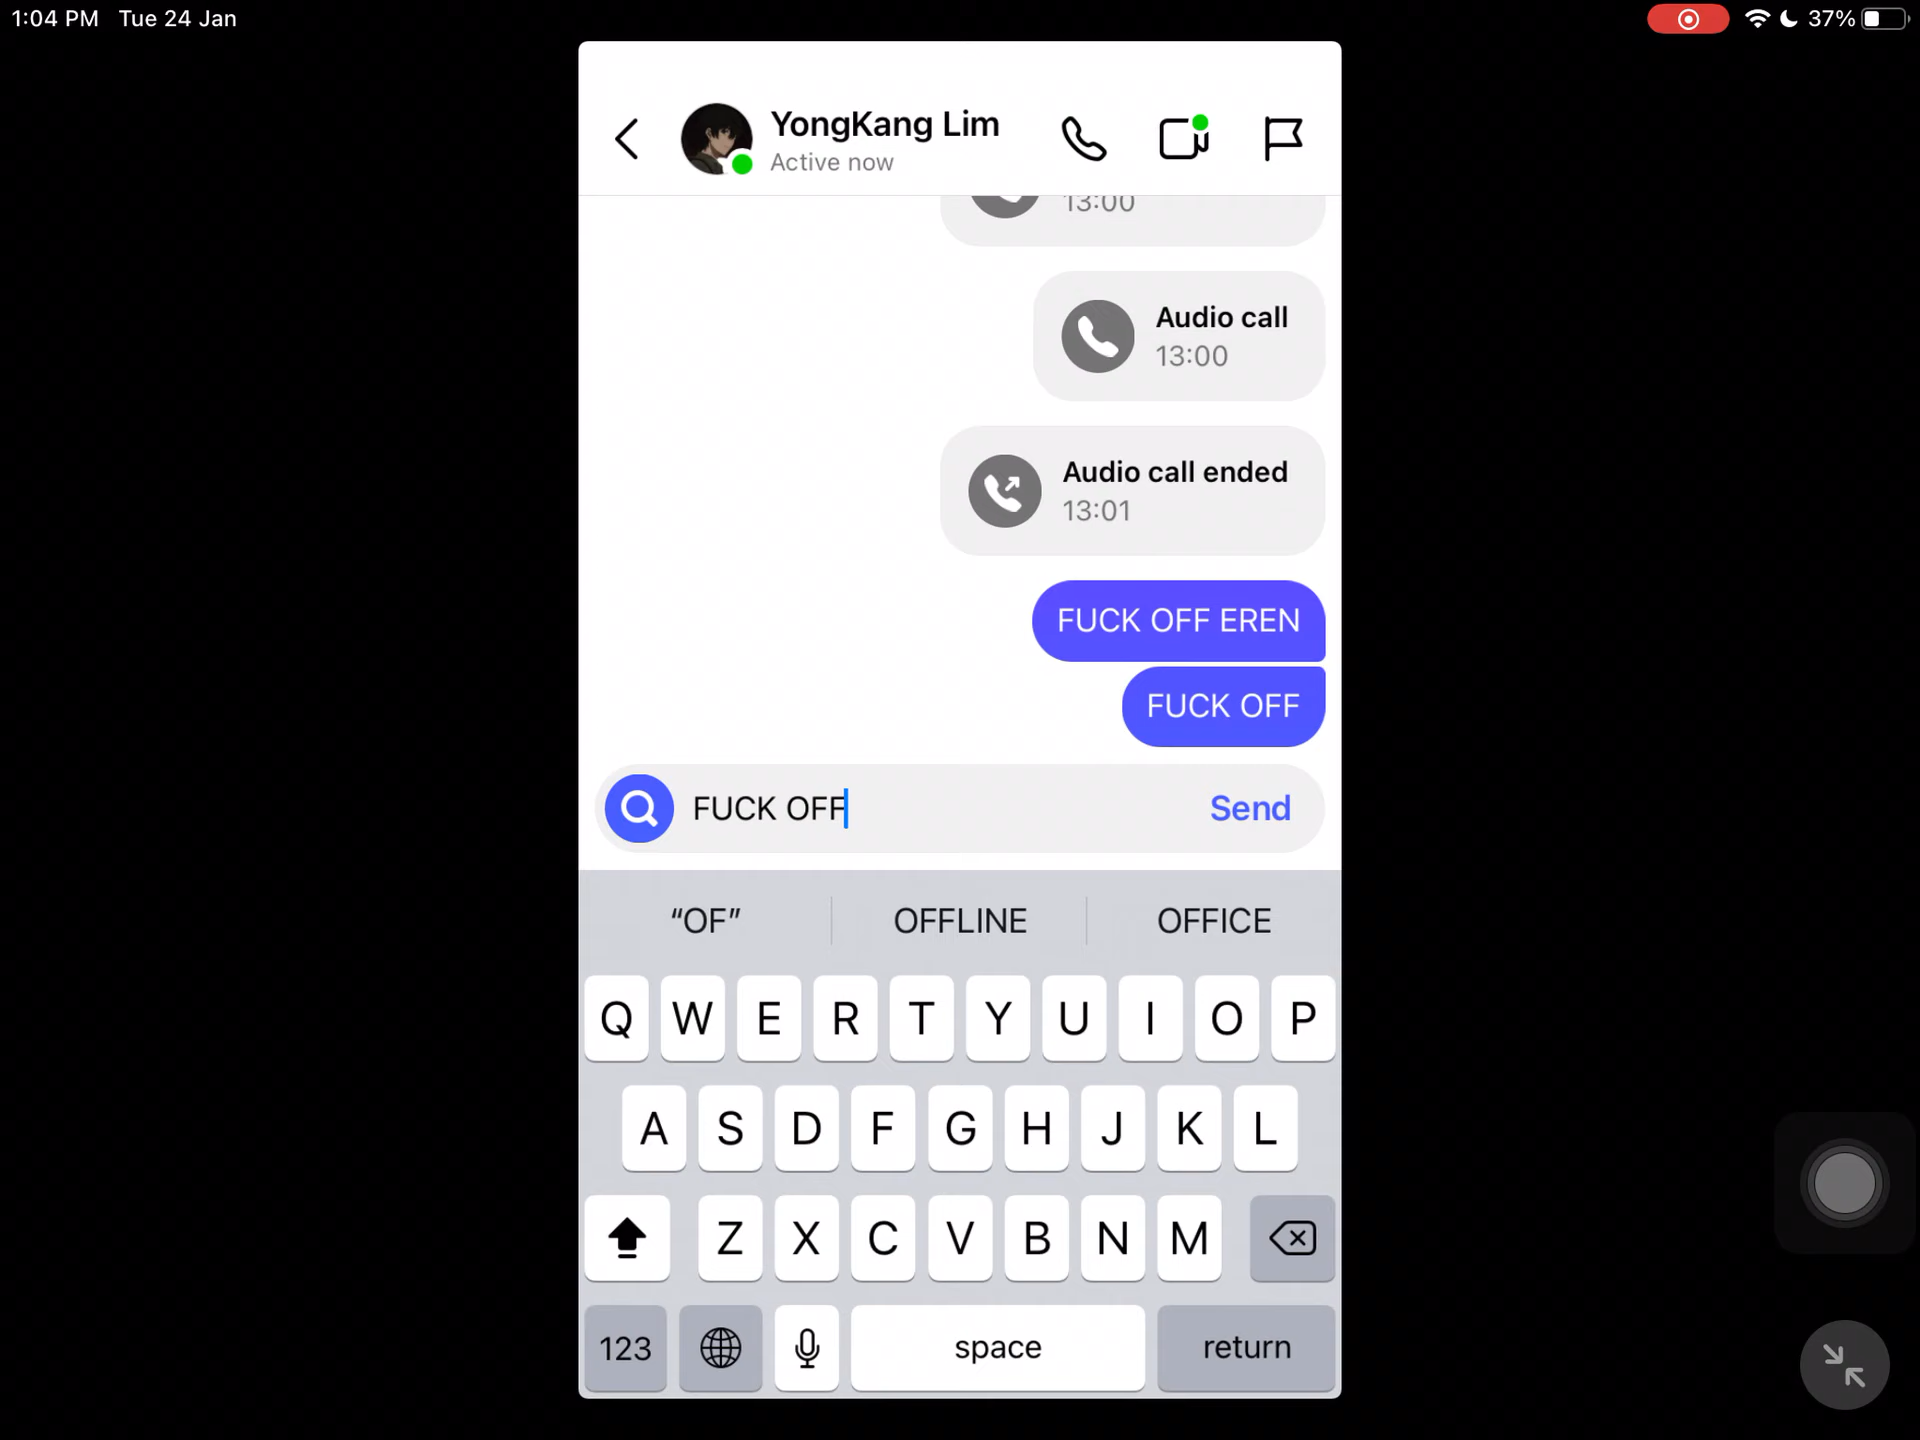 1:04 PM Tue 24 Jan
37%
YongKang Lim
Active now
13:00
Audio call
13:00
Audio call ended
13:01
FUCK OFF EREN
FUCK OFF
FUCK OFF
Send
“OF” OFFLINE OFFICE
Q W E R T Y U I O P
A S D F G H J K L
Z X C V B N M
123 space return